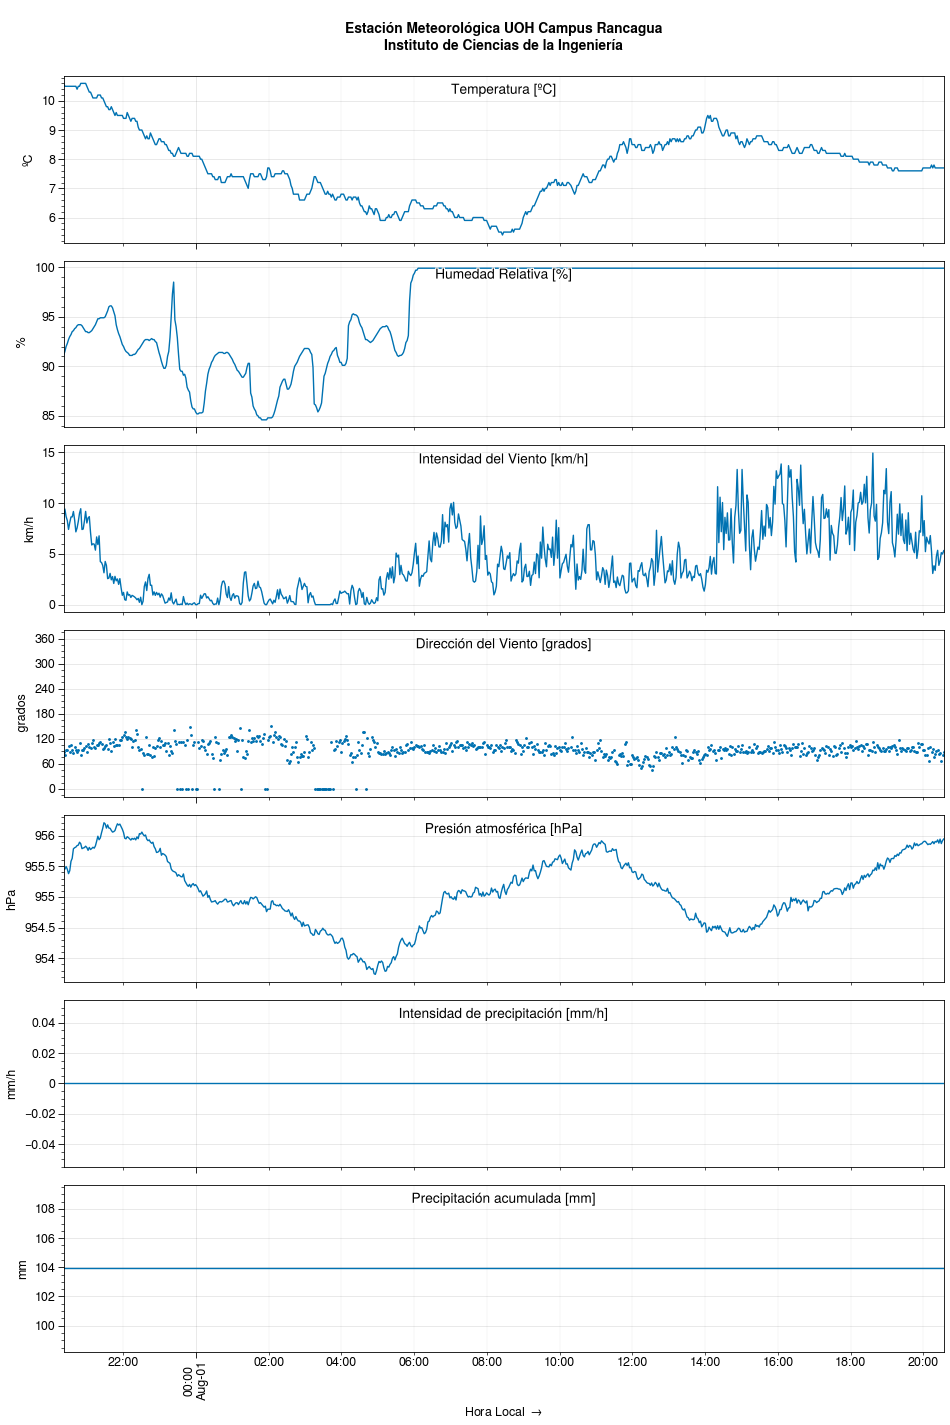 Estación Meteorológica UOH Campus Rancagua
Instituto de Ciencias de la Ingeniería
Temperatura [ºC]
ºC
10
9
8
7
6
Humedad Relativa [%]
%
100
95
90
85
Intensidad del Viento [km/h]
km/h
15
10
5
0
Dirección del Viento [grados]
grados
360
300
240
180
120
60
0
Presión atmosférica [hPa]
hPa
956
955.5
955
954.5
954
Intensidad de precipitación [mm/h]
mm/h
0.04
0.02
0
−0.02
−0.04
Precipitación acumulada [mm]
mm
108
106
104
102
100
22:00
00:00
Aug-01
02:00
04:00
06:00
08:00
10:00
12:00
14:00
16:00
18:00
20:00
Hora Local →